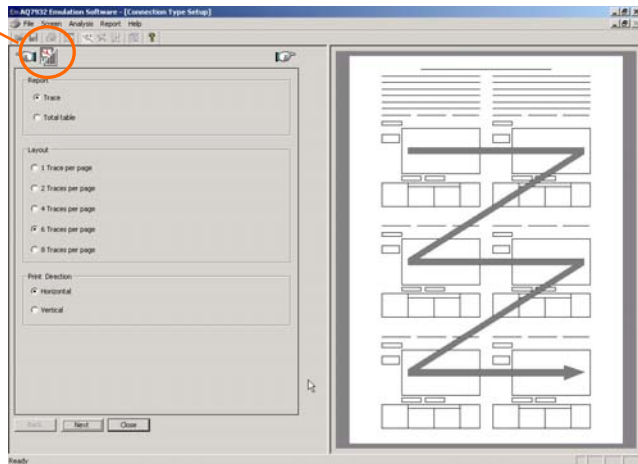 AQ7932 Emulation Software - [Connection Type Setup]
File Screen Analysis Report Help
Report
Trace
Total table
Layout
1 Trace per page
2 Traces per page
4 Traces per page
6 Traces per page
8 Traces per page
Print Direction
Horizontal
Vertical
Back Next Close
Ready